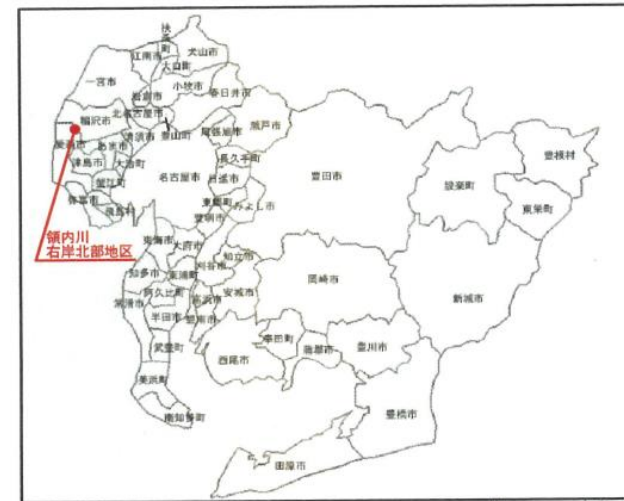 扶桑町
犬山市
江南市
大口町
一宮市
小牧市
岩倉市
春日井市
北名古屋市
稲沢市
瀬戸市
清須市
豊山町
尾張旭市
愛西市
あま市
津島市
大治町
長久手町
名古屋市
日進市
豊田市
設楽町
豊根村
東栄町
蟹江町
弥富市
飛島村
東郷町
みよし市
豊明市
領内川
右岸北部地区
東海市
大府市
知立市
刈谷市
知多市
東浦町
岡崎市
新城市
阿久比町
安城市
高浜市
常滑市
半田市
碧南市
武豊町
幸田町
豊川市
西尾市
蒲郡市
美浜町
南知多町
豊橋市
田原市